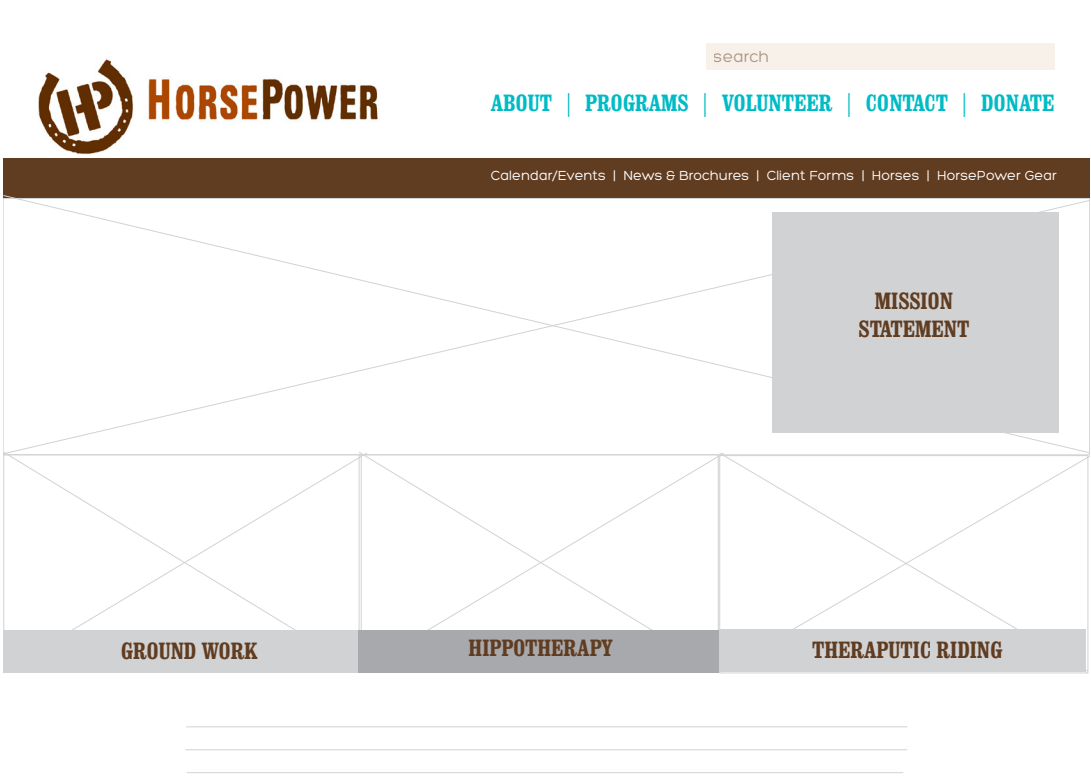 search
HP HORSEPOWER
ABOUT | PROGRAMS | VOLUNTEER | CONTACT | DONATE
Calendar/Events | News & Brochures | Client Forms | Horses | HorsePower Gear
MISSION
STATEMENT
GROUND WORK
HIPPOTHERAPY
THERAPUTIC RIDING